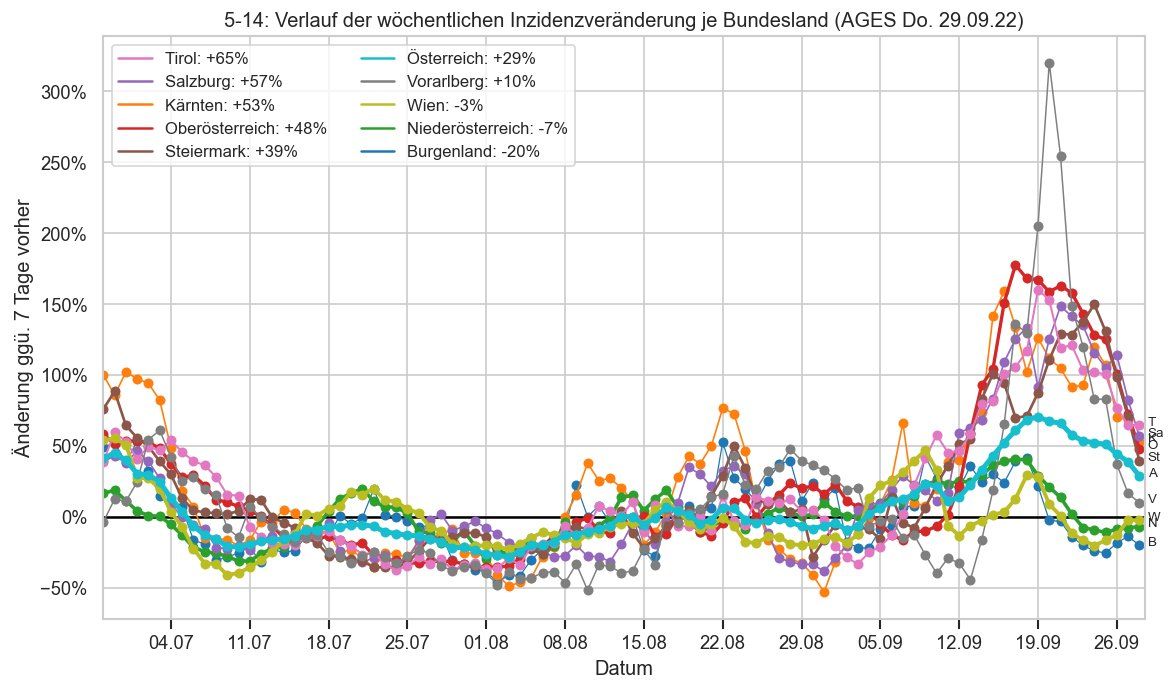 5-14: Verlauf der wöchentlichen Inzidenzveränderung je Bundesland (AGES Do. 29.09.22)
Tirol: +65%
Salzburg: +57%
Kärnten: +53%
Oberösterreich: +48%
Steiermark: +39%
Österreich: +29%
Vorarlberg: +10%
Wien: -3%
Niederösterreich: -7%
Burgenland: -20%
Änderung ggü. 7 Tage vorher
300%
250%
200%
150%
100%
50%
0%
−50%
T
Sa
O
St
A
V
W
N
B
04.07 11.07 18.07 25.07 01.08 08.08 15.08 22.08 29.08 05.09 12.09 19.09 26.09
Datum